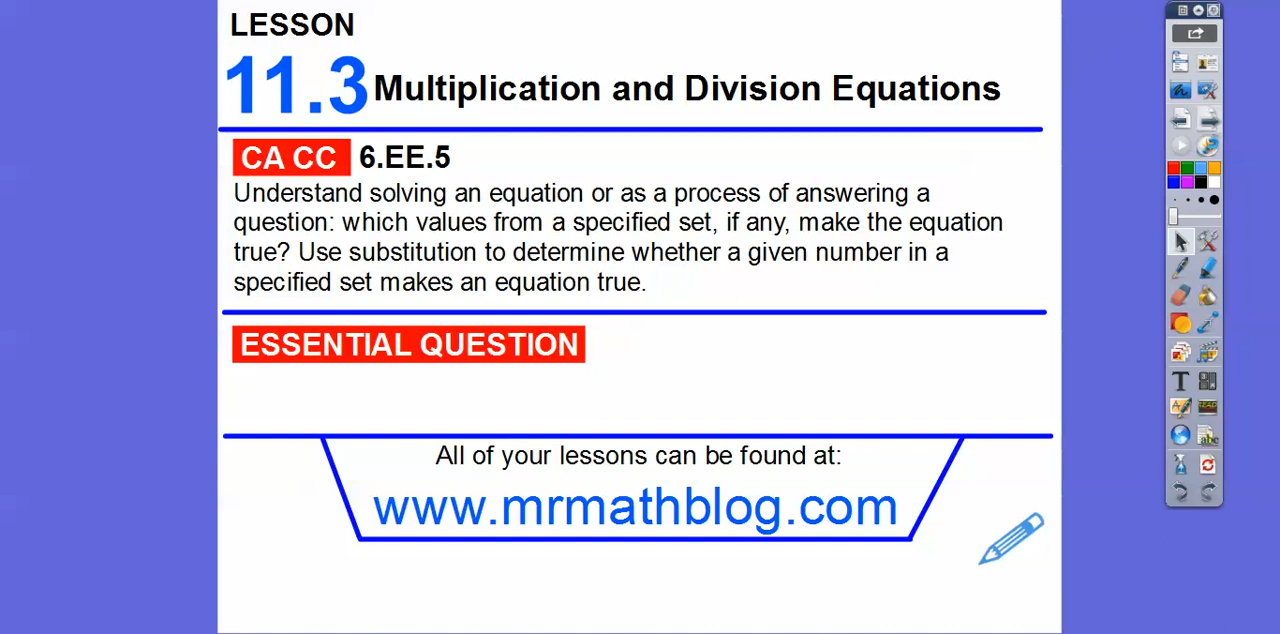 LESSON
11.3 Multiplication and Division Equations
CA CC 6.EE.5
Understand solving an equation or as a process of answering a
question: which values from a specified set, if any, make the equation
true? Use substitution to determine whether a given number in a
specified set makes an equation true.
ESSENTIAL QUESTION
All of your lessons can be found at:
www.mrmathblog.com